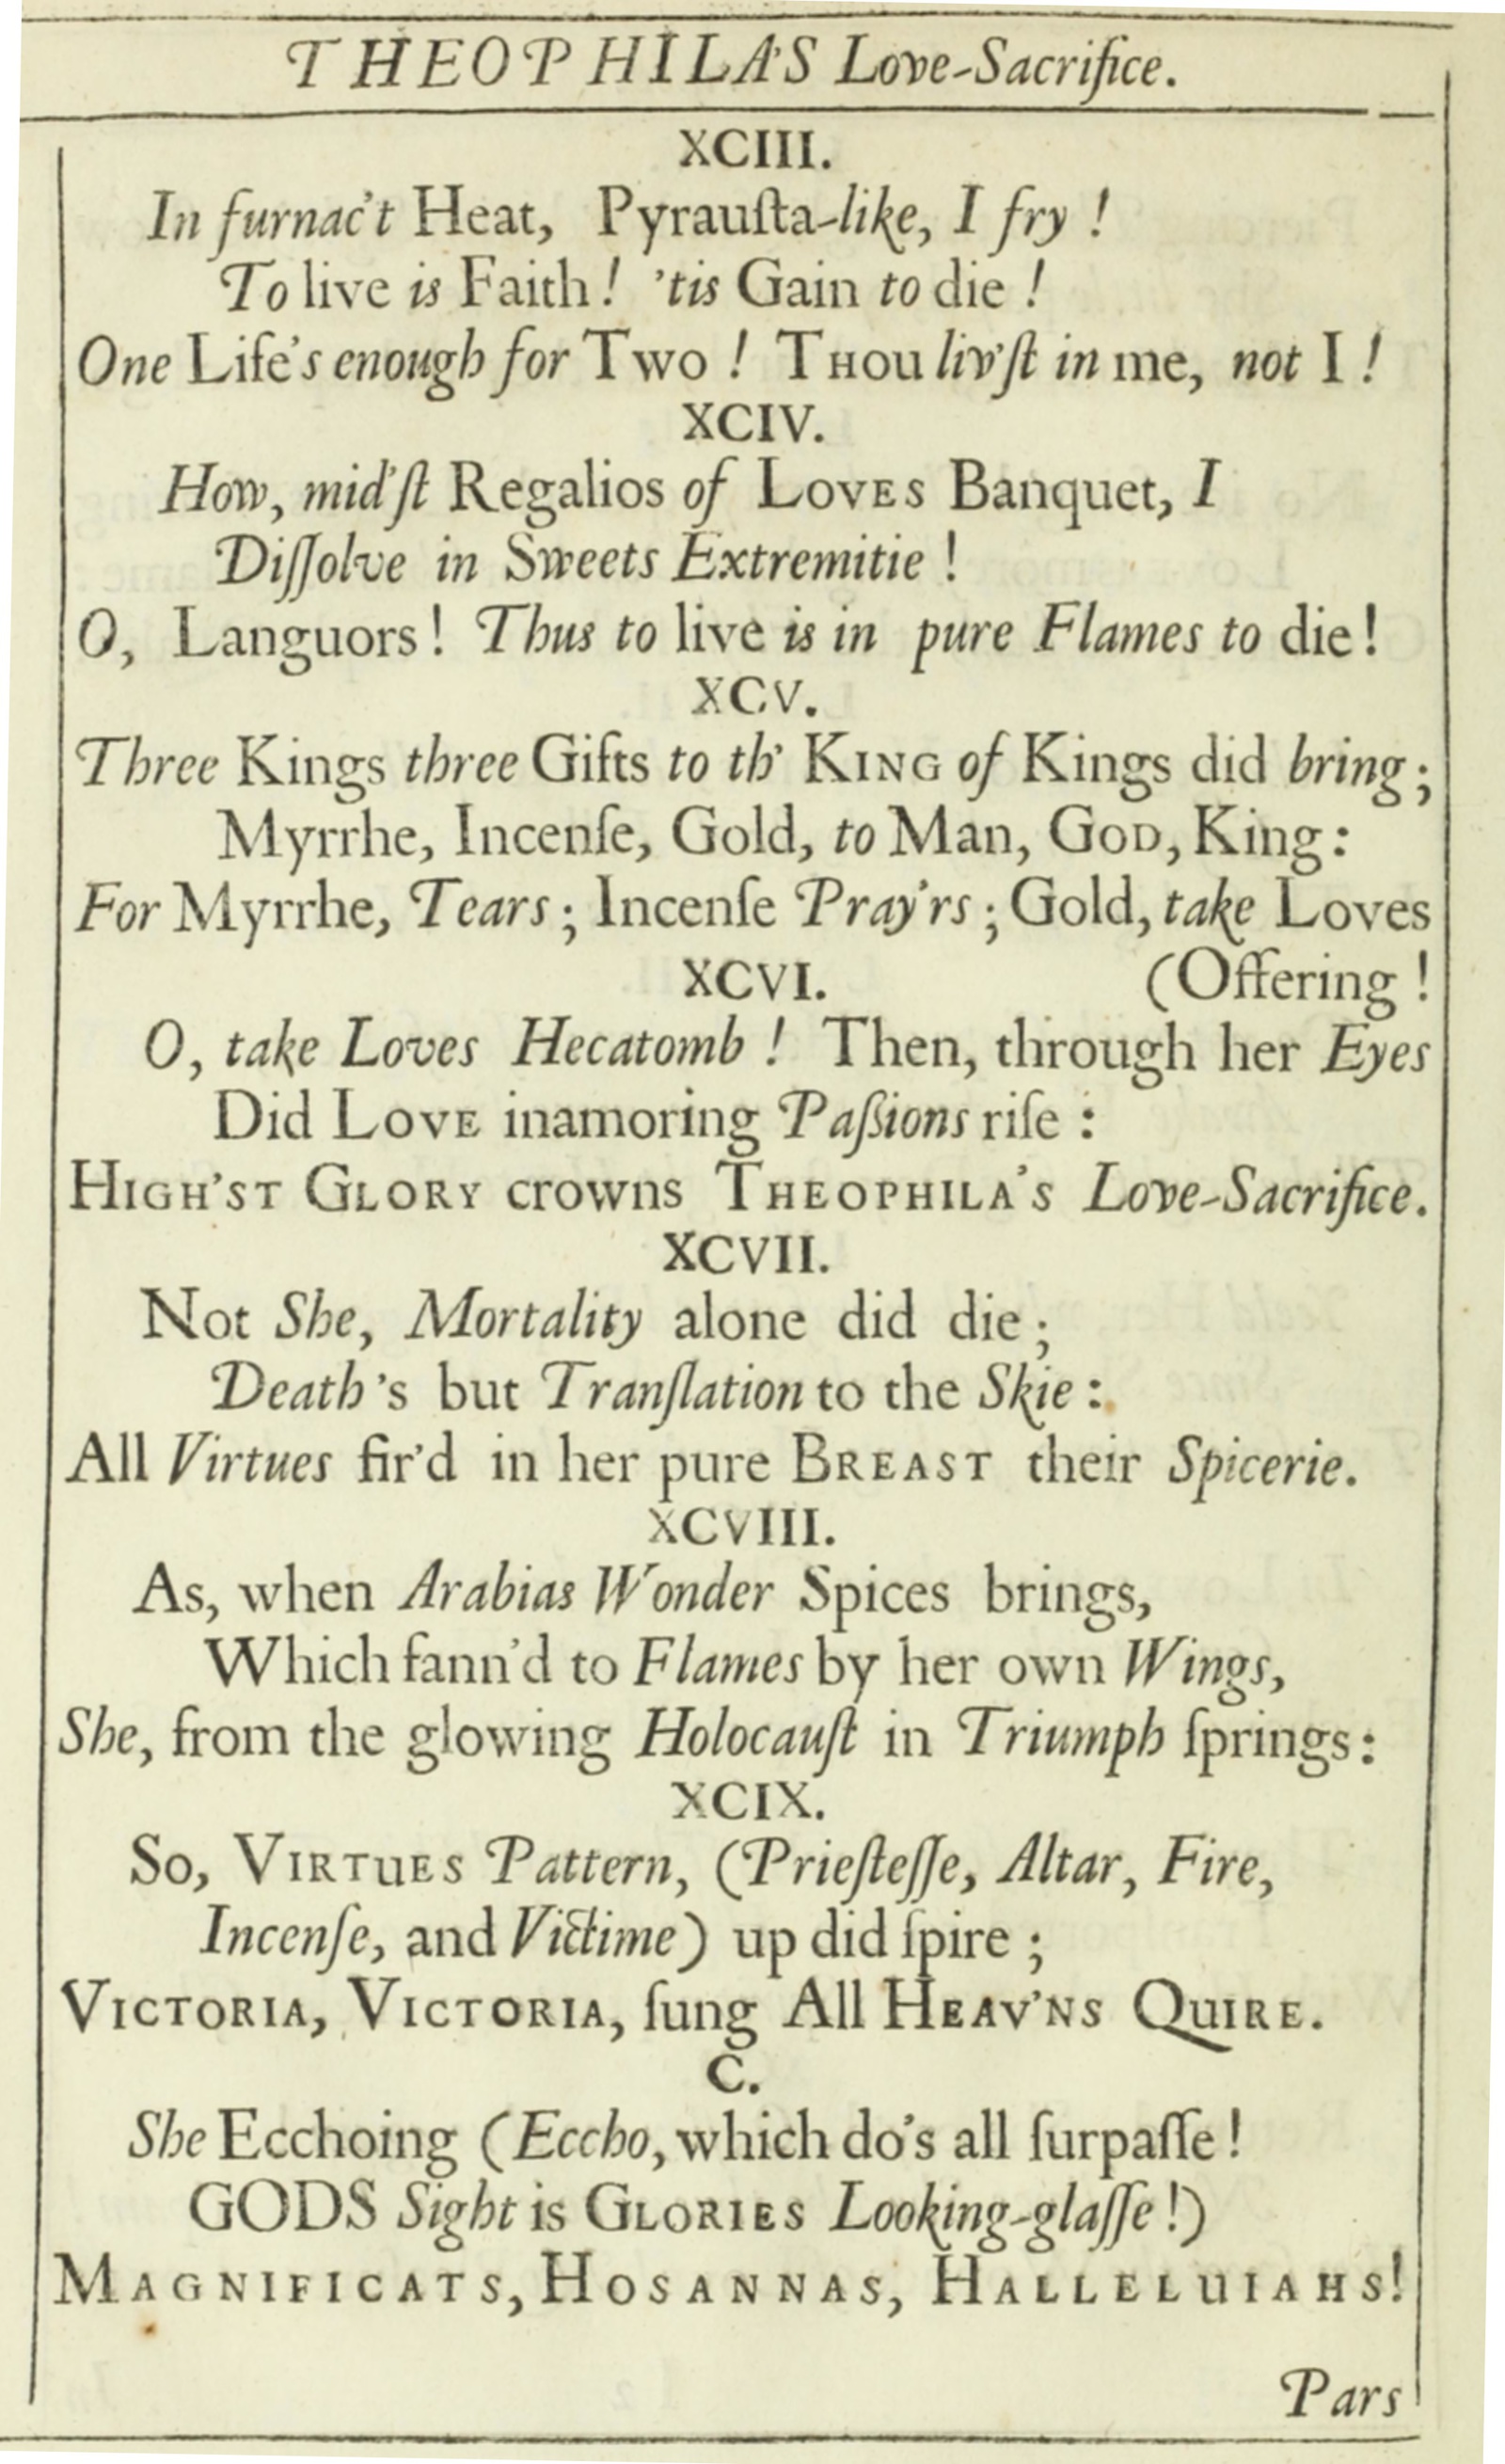 THEOPHILA'S Love-Sacrifice.
XCIII.
In furnac't Heat, Pyrauſta-like, I fry !
To live is Faith ! 'tis Gain to die !
One Life's enough for Two ! THOU liv'ſt in me, not I !
XCIV.
How, mid'ſt Regalios of LOVES Banquet, I
Diſſolve in Sweets Extremitie !
O, Languors ! Thus to live is in pure Flames to die !
XCV.
Three Kings three Gifts to th' KING of Kings did bring ;
Myrrhe, Incenſe, Gold, to Man, GOD, King :
For Myrrhe, Tears ; Incenſe Pray'rs ; Gold, take Loves
(Offering !
XCVI.
O, take Loves Hecatomb ! Then, through her Eyes
Did LOVE inamoring Paſsions riſe :
HIGH'ST GLORY crowns THEOPHILA'S Love-Sacrifice.
XCVII.
Not She, Mortality alone did die ;
Death's but Tranſlation to the Skie :
All Virtues fir'd in her pure BREAST their Spicerie.
XCVIII.
As, when Arabias Wonder Spices brings,
Which fann'd to Flames by her own Wings,
She, from the glowing Holocauſt in Triumph ſprings :
XCIX.
So, VIRTUES Pattern, (Prieſteſſe, Altar, Fire,
Incenſe, and Victime) up did ſpire ;
VICTORIA, VICTORIA, ſung All HEAV'NS QUIRE.
C.
She Ecchoing (Eccho, which do's all ſurpaſſe !
GODS Sight is GLORIES Looking-glaſſe !)
MAGNIFICATS, HOSANNAS, HALLELUIAHS!
Pars